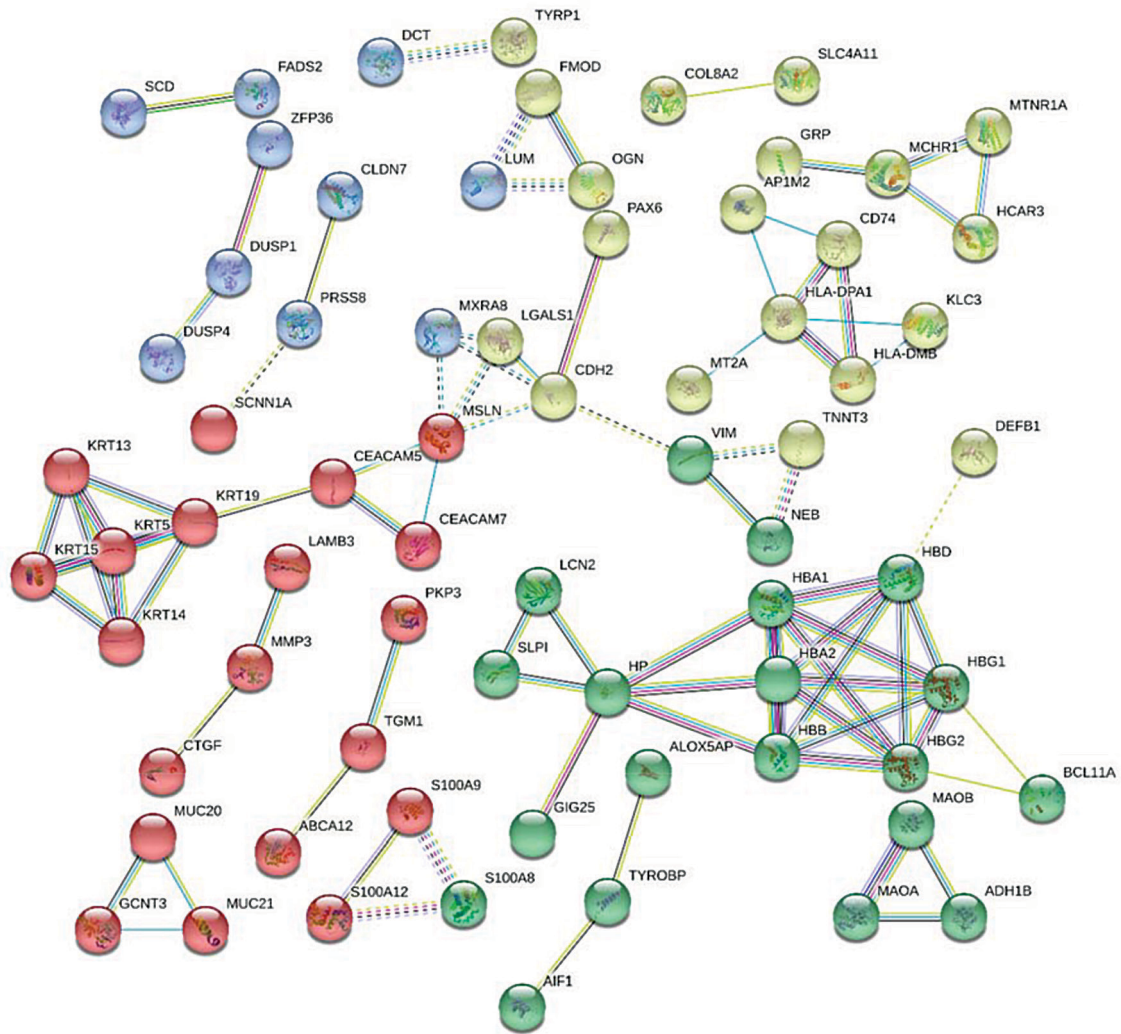 DCT
TYRP1
SCD
FADS2
FMOD
COL8A2
SLC4A11
ZFP36
MTNR1A
GRP
MCHR1
CLDN7
LUM
OGN
AP1M2
CD74
HCAR3
PAX6
DUSP1
PRSS8
MXRA8
LGALS1
HLA-DPA1
KLC3
DUSP4
HLA-DMB
MT2A
CDH2
SCNN1A
MSLN
VIM
TNNT3
DEFB1
KRT13
CEACAM5
KRT19
KRT5
CEACAM7
NEB
KRT15
LAMB3
LCN2
HBA1
HBD
KRT14
PKP3
MMP3
SLPI
HP
HBA2
HBG1
CTGF
TGM1
ALOX5AP
HBB
HBG2
BCL11A
MUC20
ABCA12
S100A9
GIG25
MAOB
GCNT3
MUC21
S100A12
S100A8
TYROBP
MAOA
ADH1B
AIF1